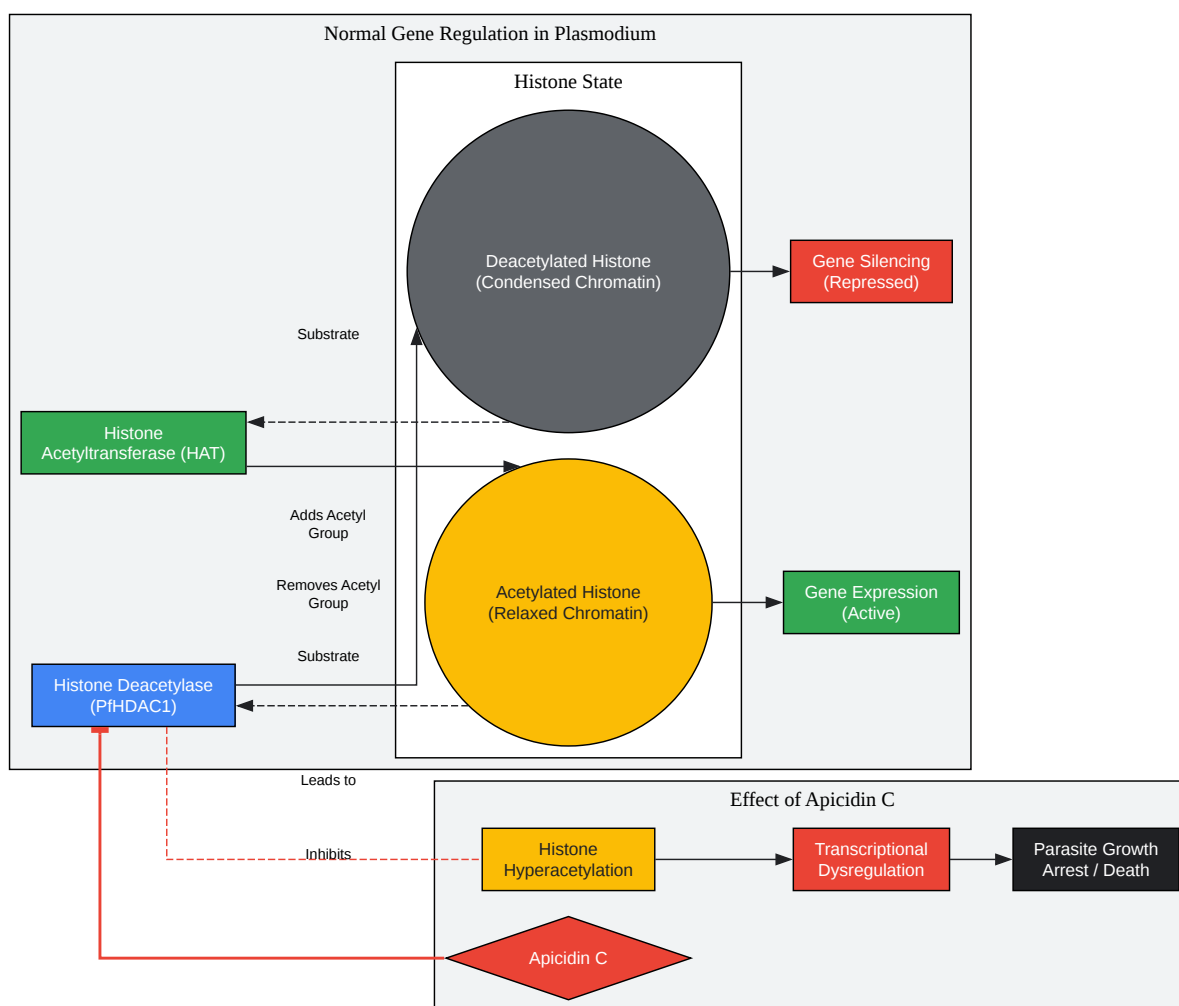 Normal Gene Regulation in Plasmodium
Histone State
Deacetylated Histone
(Condensed Chromatin)
Gene Silencing
(Repressed)
Substrate
Histone
Acetyltransferase (HAT)
Adds Acetyl
Group
Removes Acetyl
Group
Acetylated Histone
(Relaxed Chromatin)
Gene Expression
(Active)
Substrate
Histone Deacetylase
(PfHDAC1)
Leads to
Inhibits
Effect of Apicidin C
Histone
Hyperacetylation
Transcriptional
Dysregulation
Parasite Growth
Arrest / Death
Apicidin C